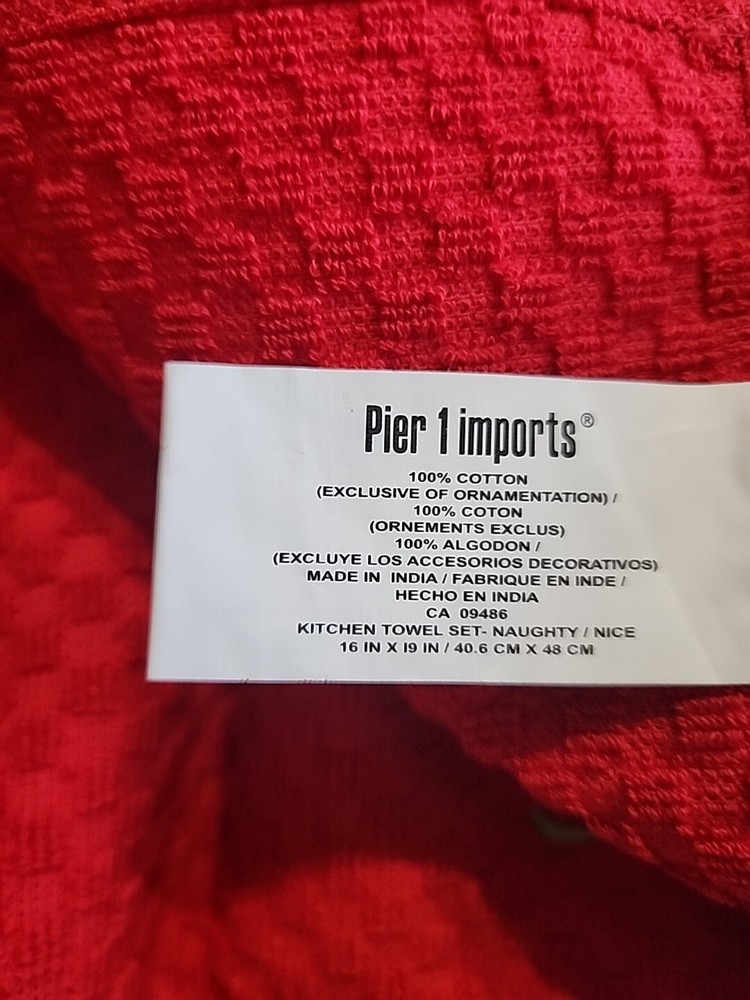 Pier 1 imports®
100% COTTON
(EXCLUSIVE OF ORNAMENTATION) /
100% COTON
(ORNEMENTS EXCLUS)
100% ALGODON /
(EXCLUYE LOS ACCESORIOS DECORATIVOS)
MADE IN INDIA / FABRIQUE EN INDE /
HECHO EN INDIA
CA 09486
KITCHEN TOWEL SET- NAUGHTY / NICE
16 IN X I9 IN / 40.6 CM X 48 CM